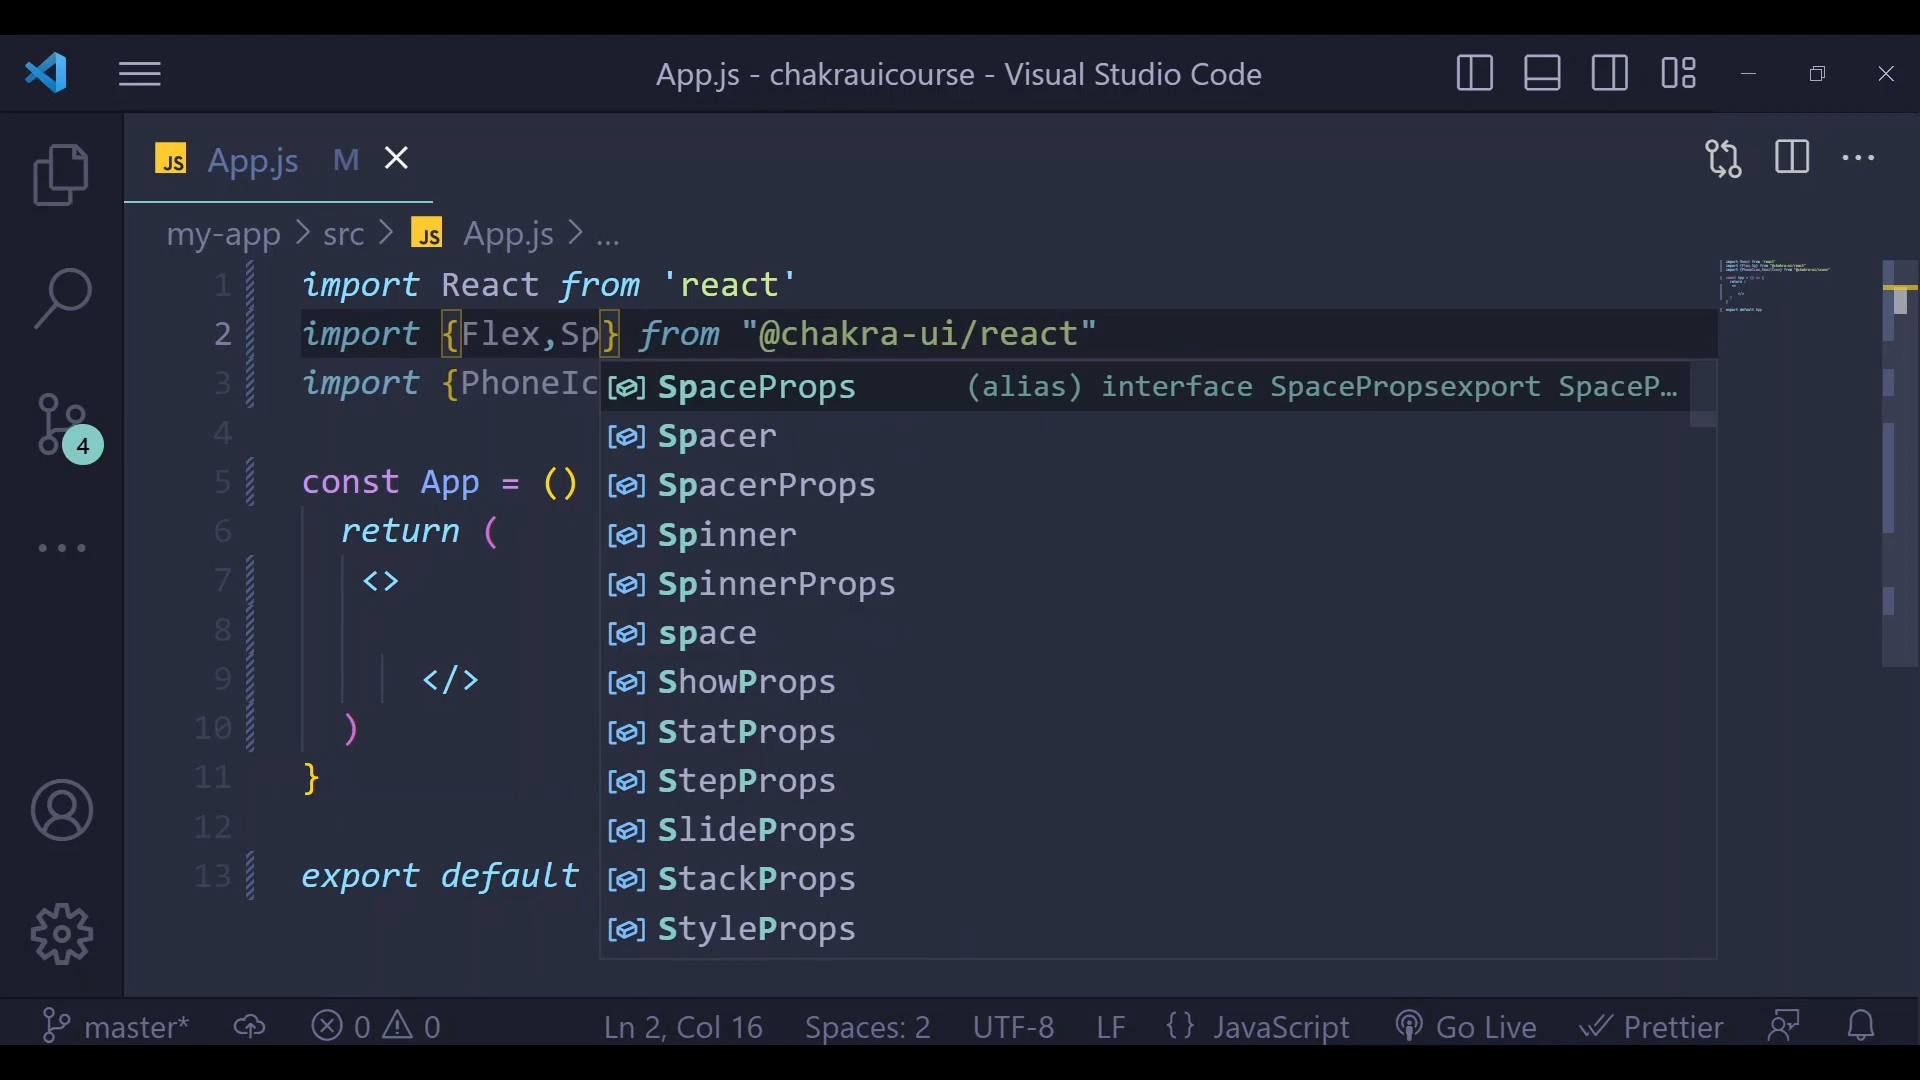 App.js - chakrauicourse - Visual Studio Code
JS App.js M
my-app > src > JS App.js > ...
1 import React from 'react'
2 import {Flex,Sp} from "@chakra-ui/react"
3 import {PhoneIc
4
5 const App = ()
6 return (
7 <>
8
9 </>
10 )
11 }
12
13 export default
SpaceProps (alias) interface SpacePropsexport SpaceP…
Spacer
SpacerProps
Spinner
SpinnerProps
space
ShowProps
StatProps
StepProps
SlideProps
StackProps
StyleProps
4
master* 0 0 Ln 2, Col 16 Spaces: 2 UTF-8 LF {} JavaScript Go Live Prettier